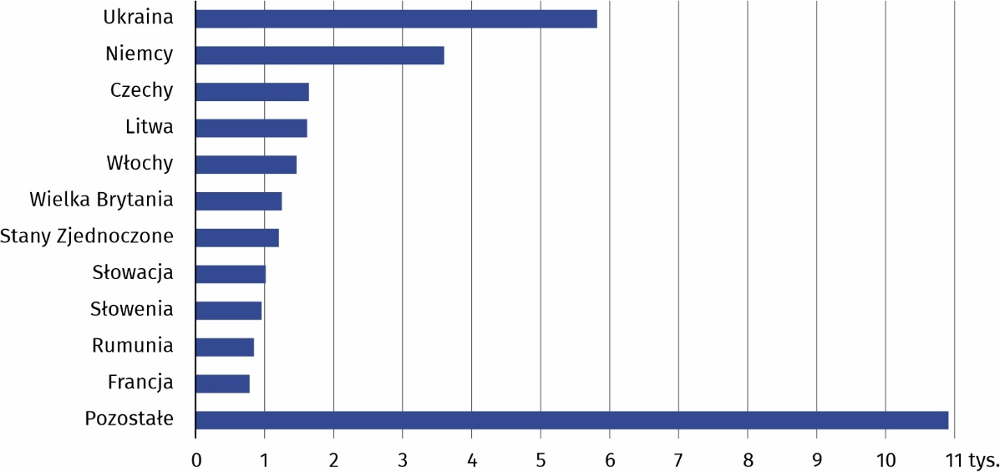 Ukraina
Niemcy
Czechy
Litwa
Włochy
Wielka Brytania
Stany Zjednoczone
Słowacja
Słowenia
Rumunia
Francja
Pozostałe
0 1 2 3 4 5 6 7 8 9 10 11 tys.